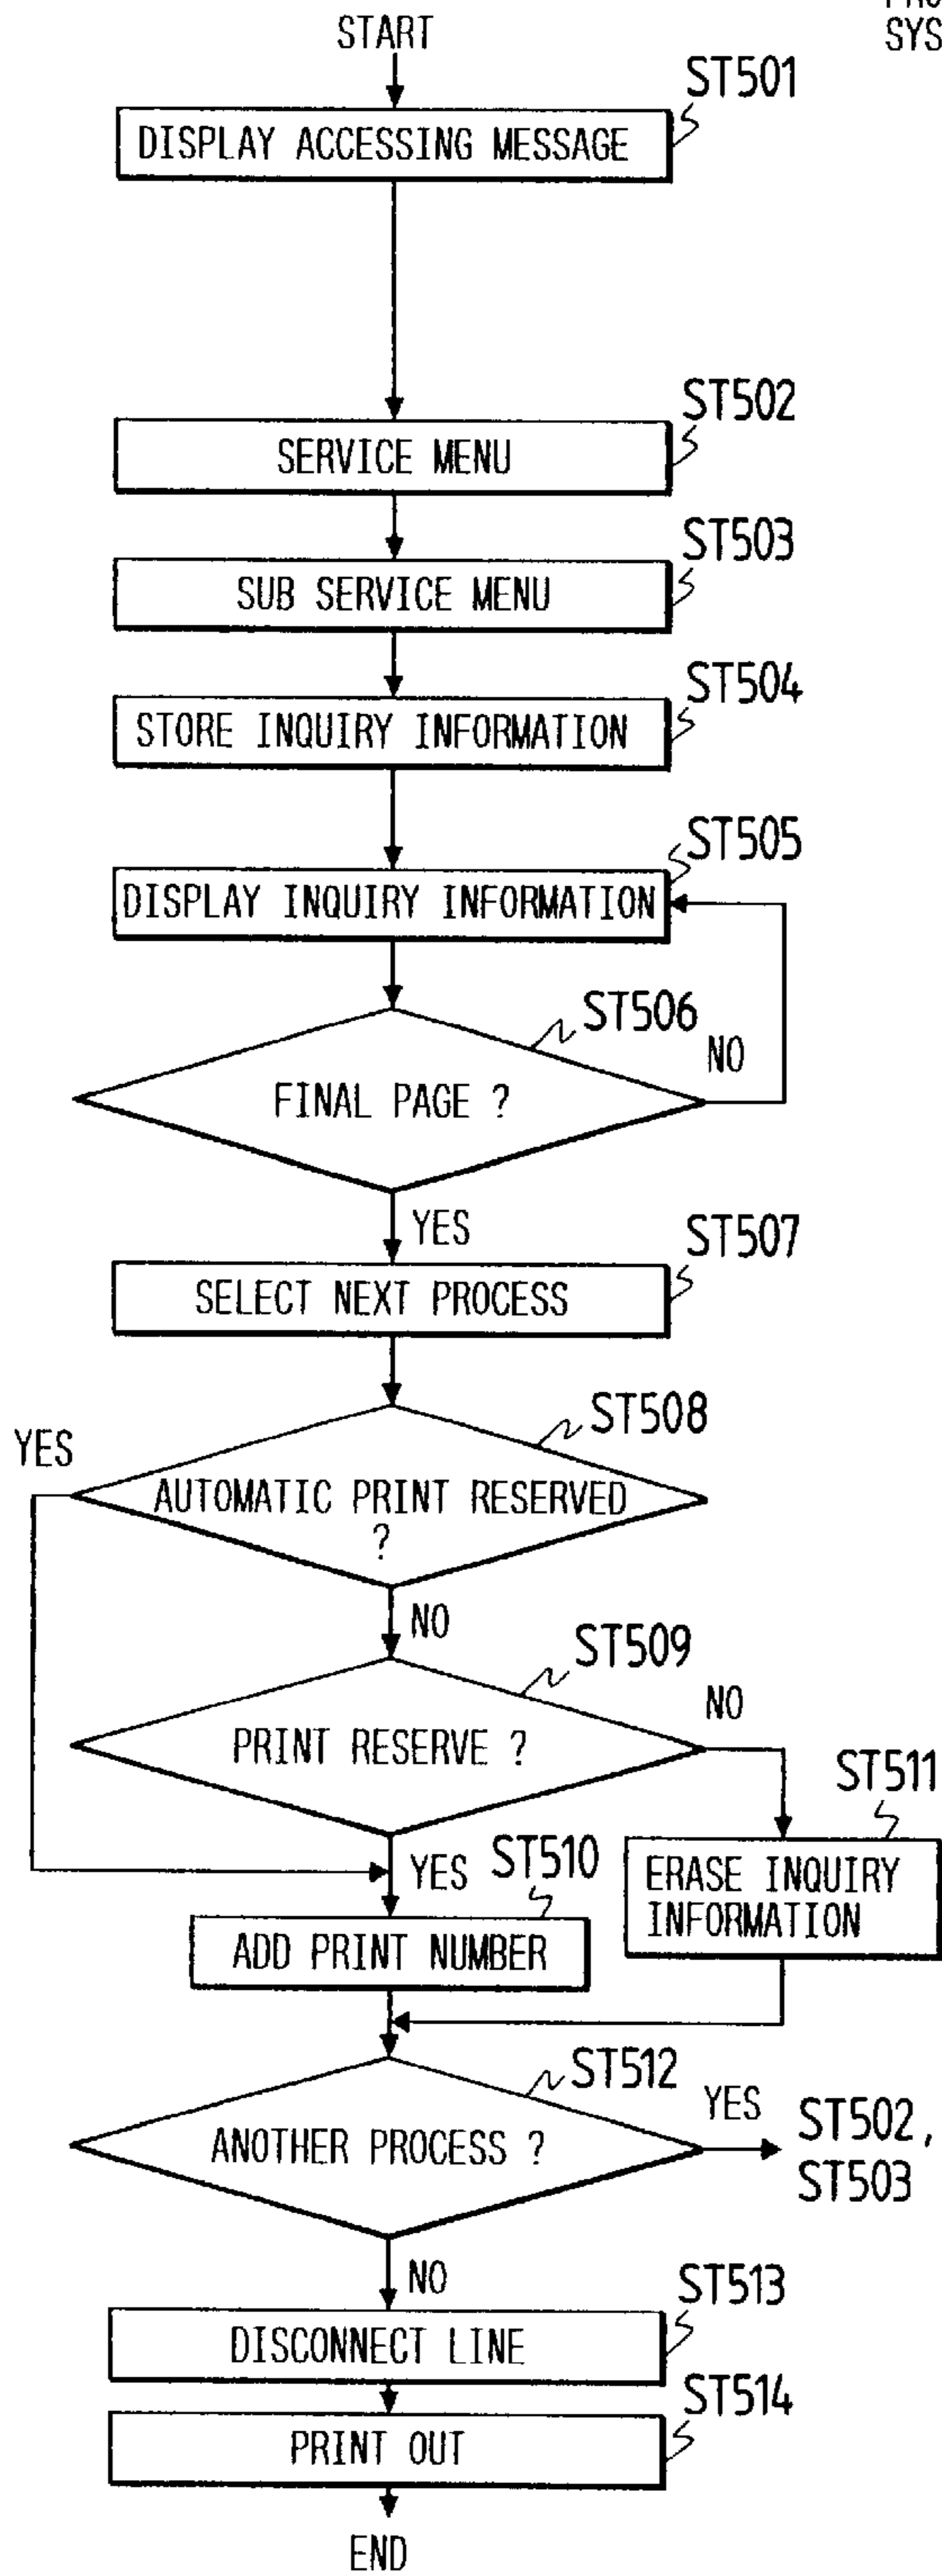 START
SYS
ST501
DISPLAY ACCESSING MESSAGE
ST502
SERVICE MENU
ST503
SUB SERVICE MENU
ST504
STORE INQUIRY INFORMATION
ST505
DISPLAY INQUIRY INFORMATION
ST506
NO
FINAL PAGE ?
YES
ST507
SELECT NEXT PROCESS
ST508
YES
AUTOMATIC PRINT RESERVED
?
NO
ST509
NO
PRINT RESERVE ?
ST511
YES
ST510
ERASE INQUIRY
INFORMATION
ADD PRINT NUMBER
ST512
YES
ST502,
ST503
ANOTHER PROCESS ?
NO
ST513
DISCONNECT LINE
ST514
PRINT OUT
END